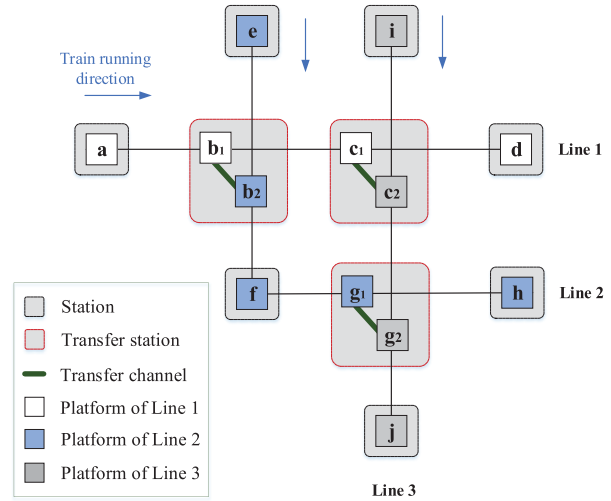 e
i
Train running
direction
a
b1
c1
d
Line 1
b2
c2
f
g1
h
Line 2
g2
j
Line 3
Station
Transfer station
Transfer channel
Platform of Line 1
Platform of Line 2
Platform of Line 3